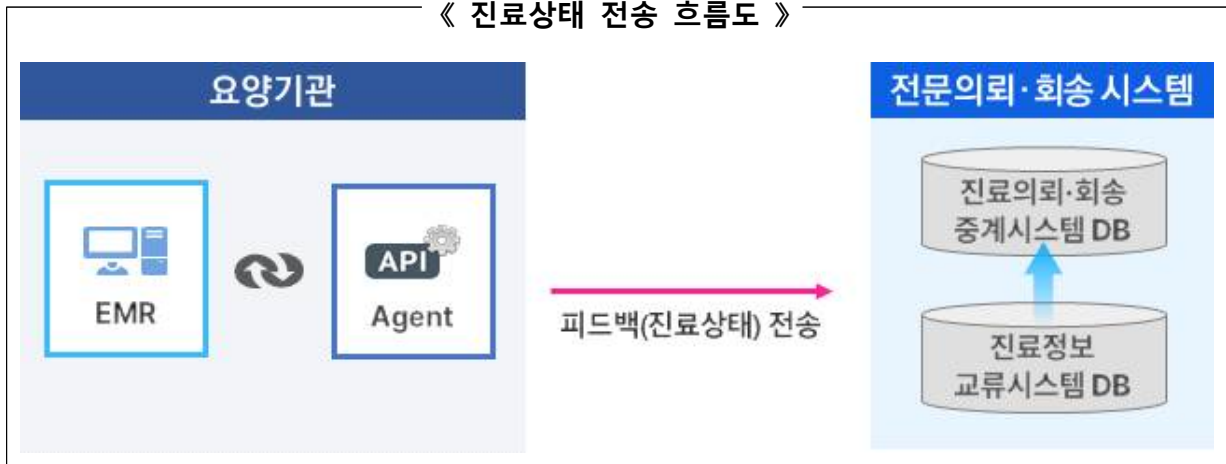 《 진료상태 전송 흐름도 》
요양기관
전문의뢰·회송 시스템
EMR
API
Agent
피드백(진료상태) 전송
진료의뢰·회송
중계시스템 DB
진료정보
교류시스템 DB